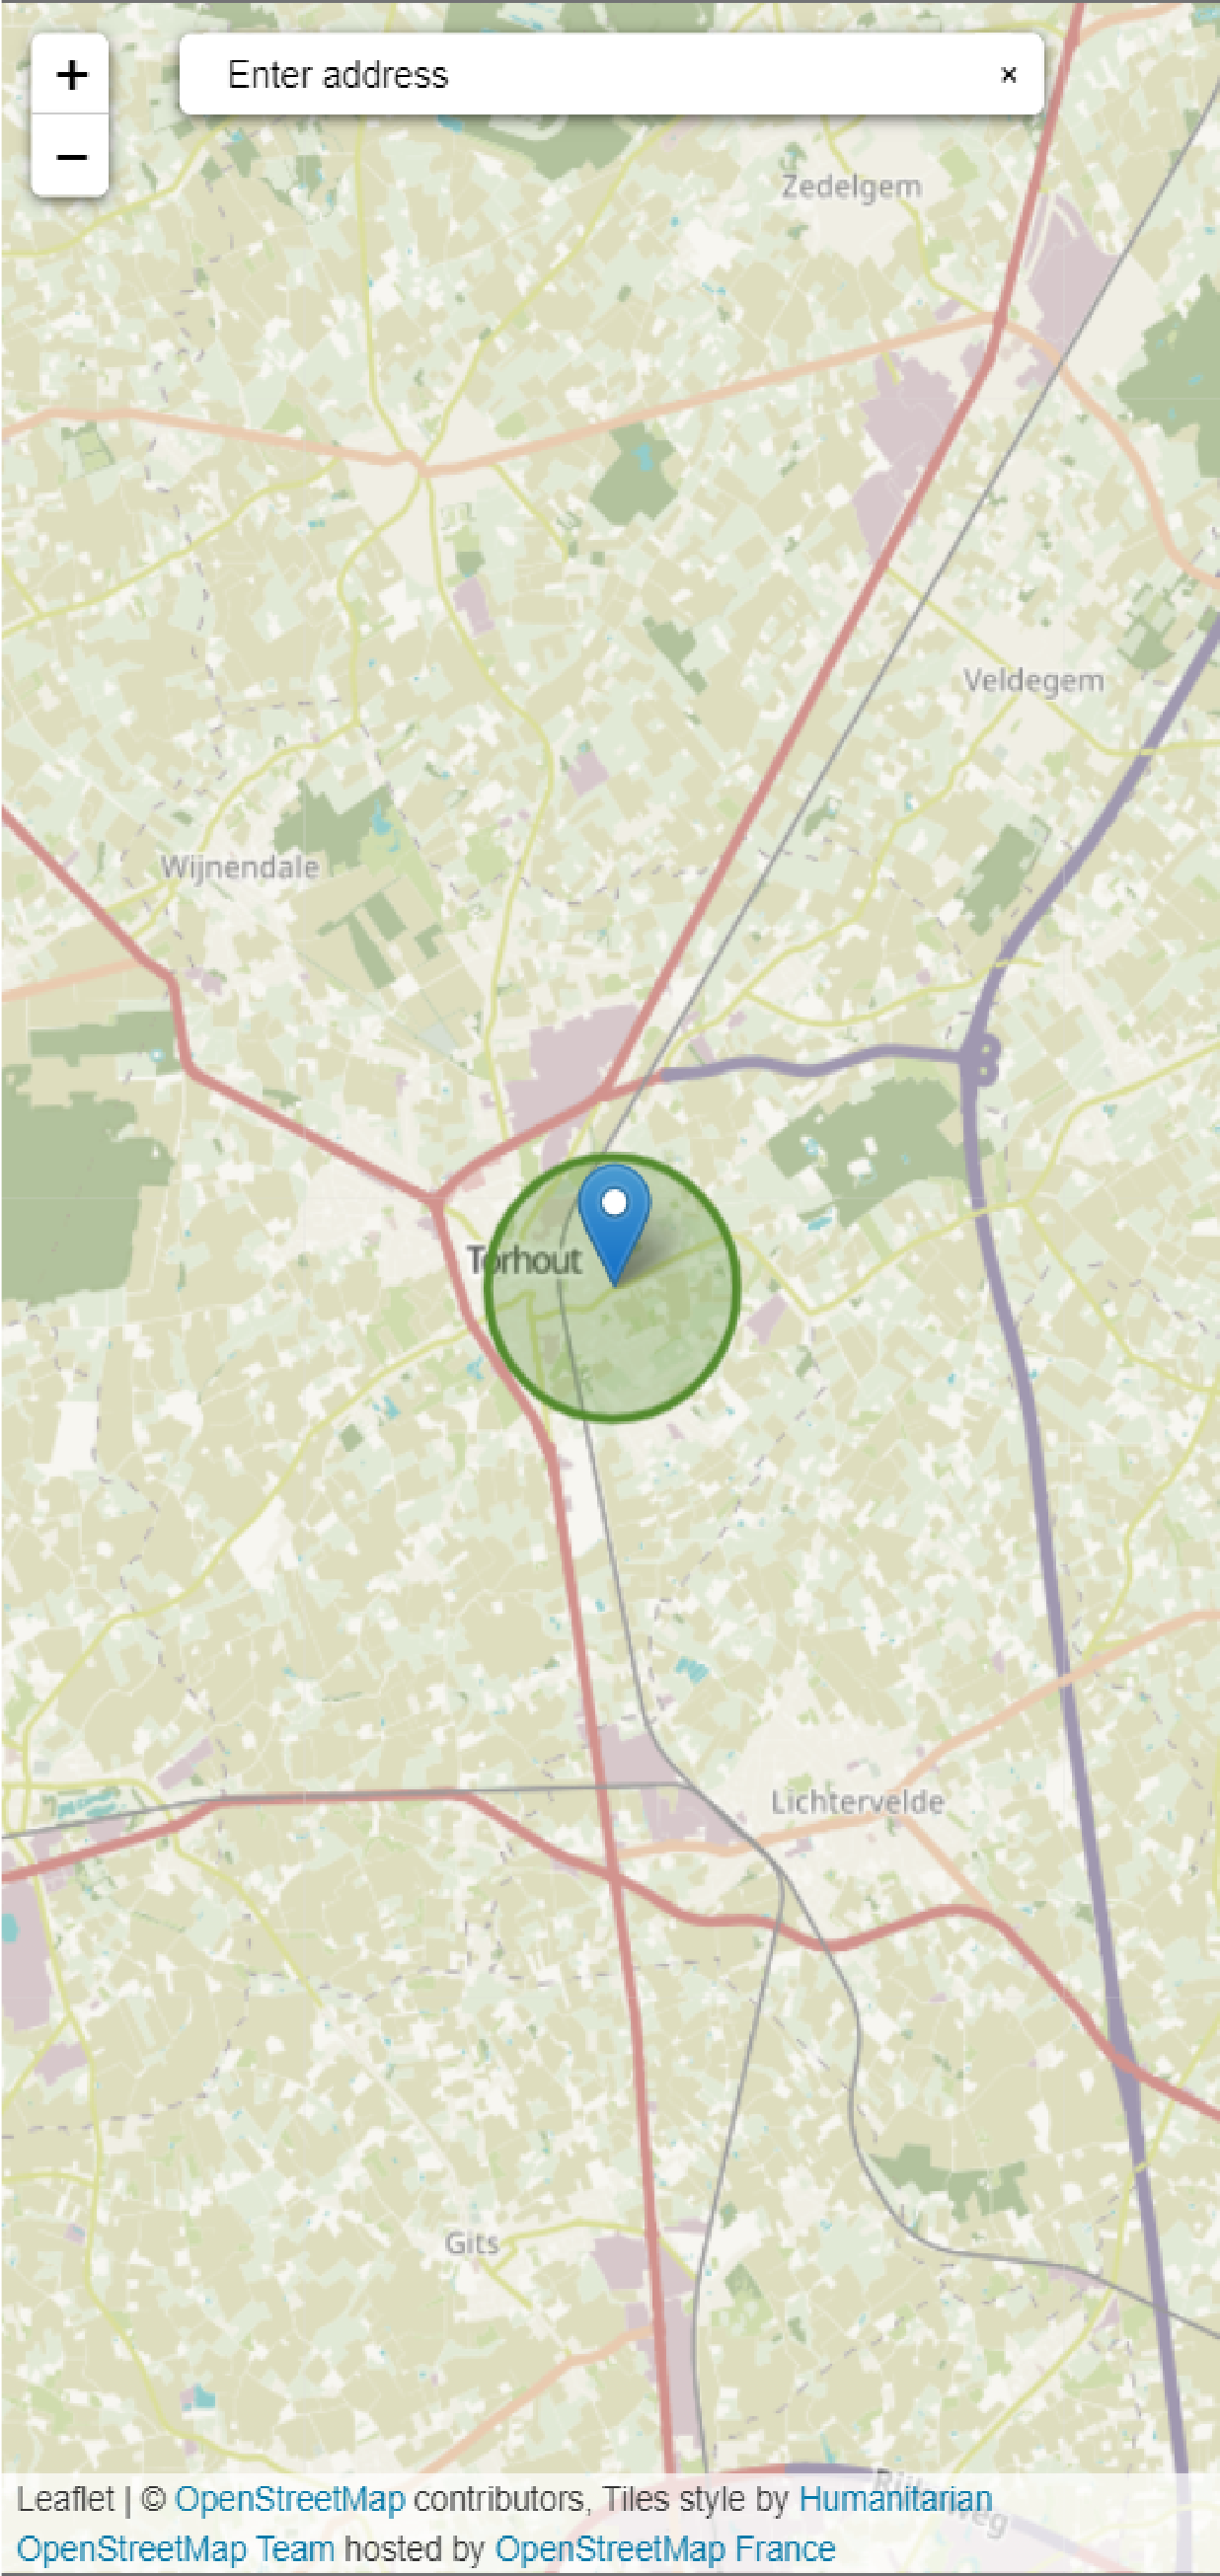 +
Enter address ×
−
Zedelgem
Veldegem
Wijnendale
Torhout
Lichtervelde
Gits
Leaflet | © OpenStreetMap contributors, Tiles style by Humanitarian
OpenStreetMap Team hosted by OpenStreetMap France